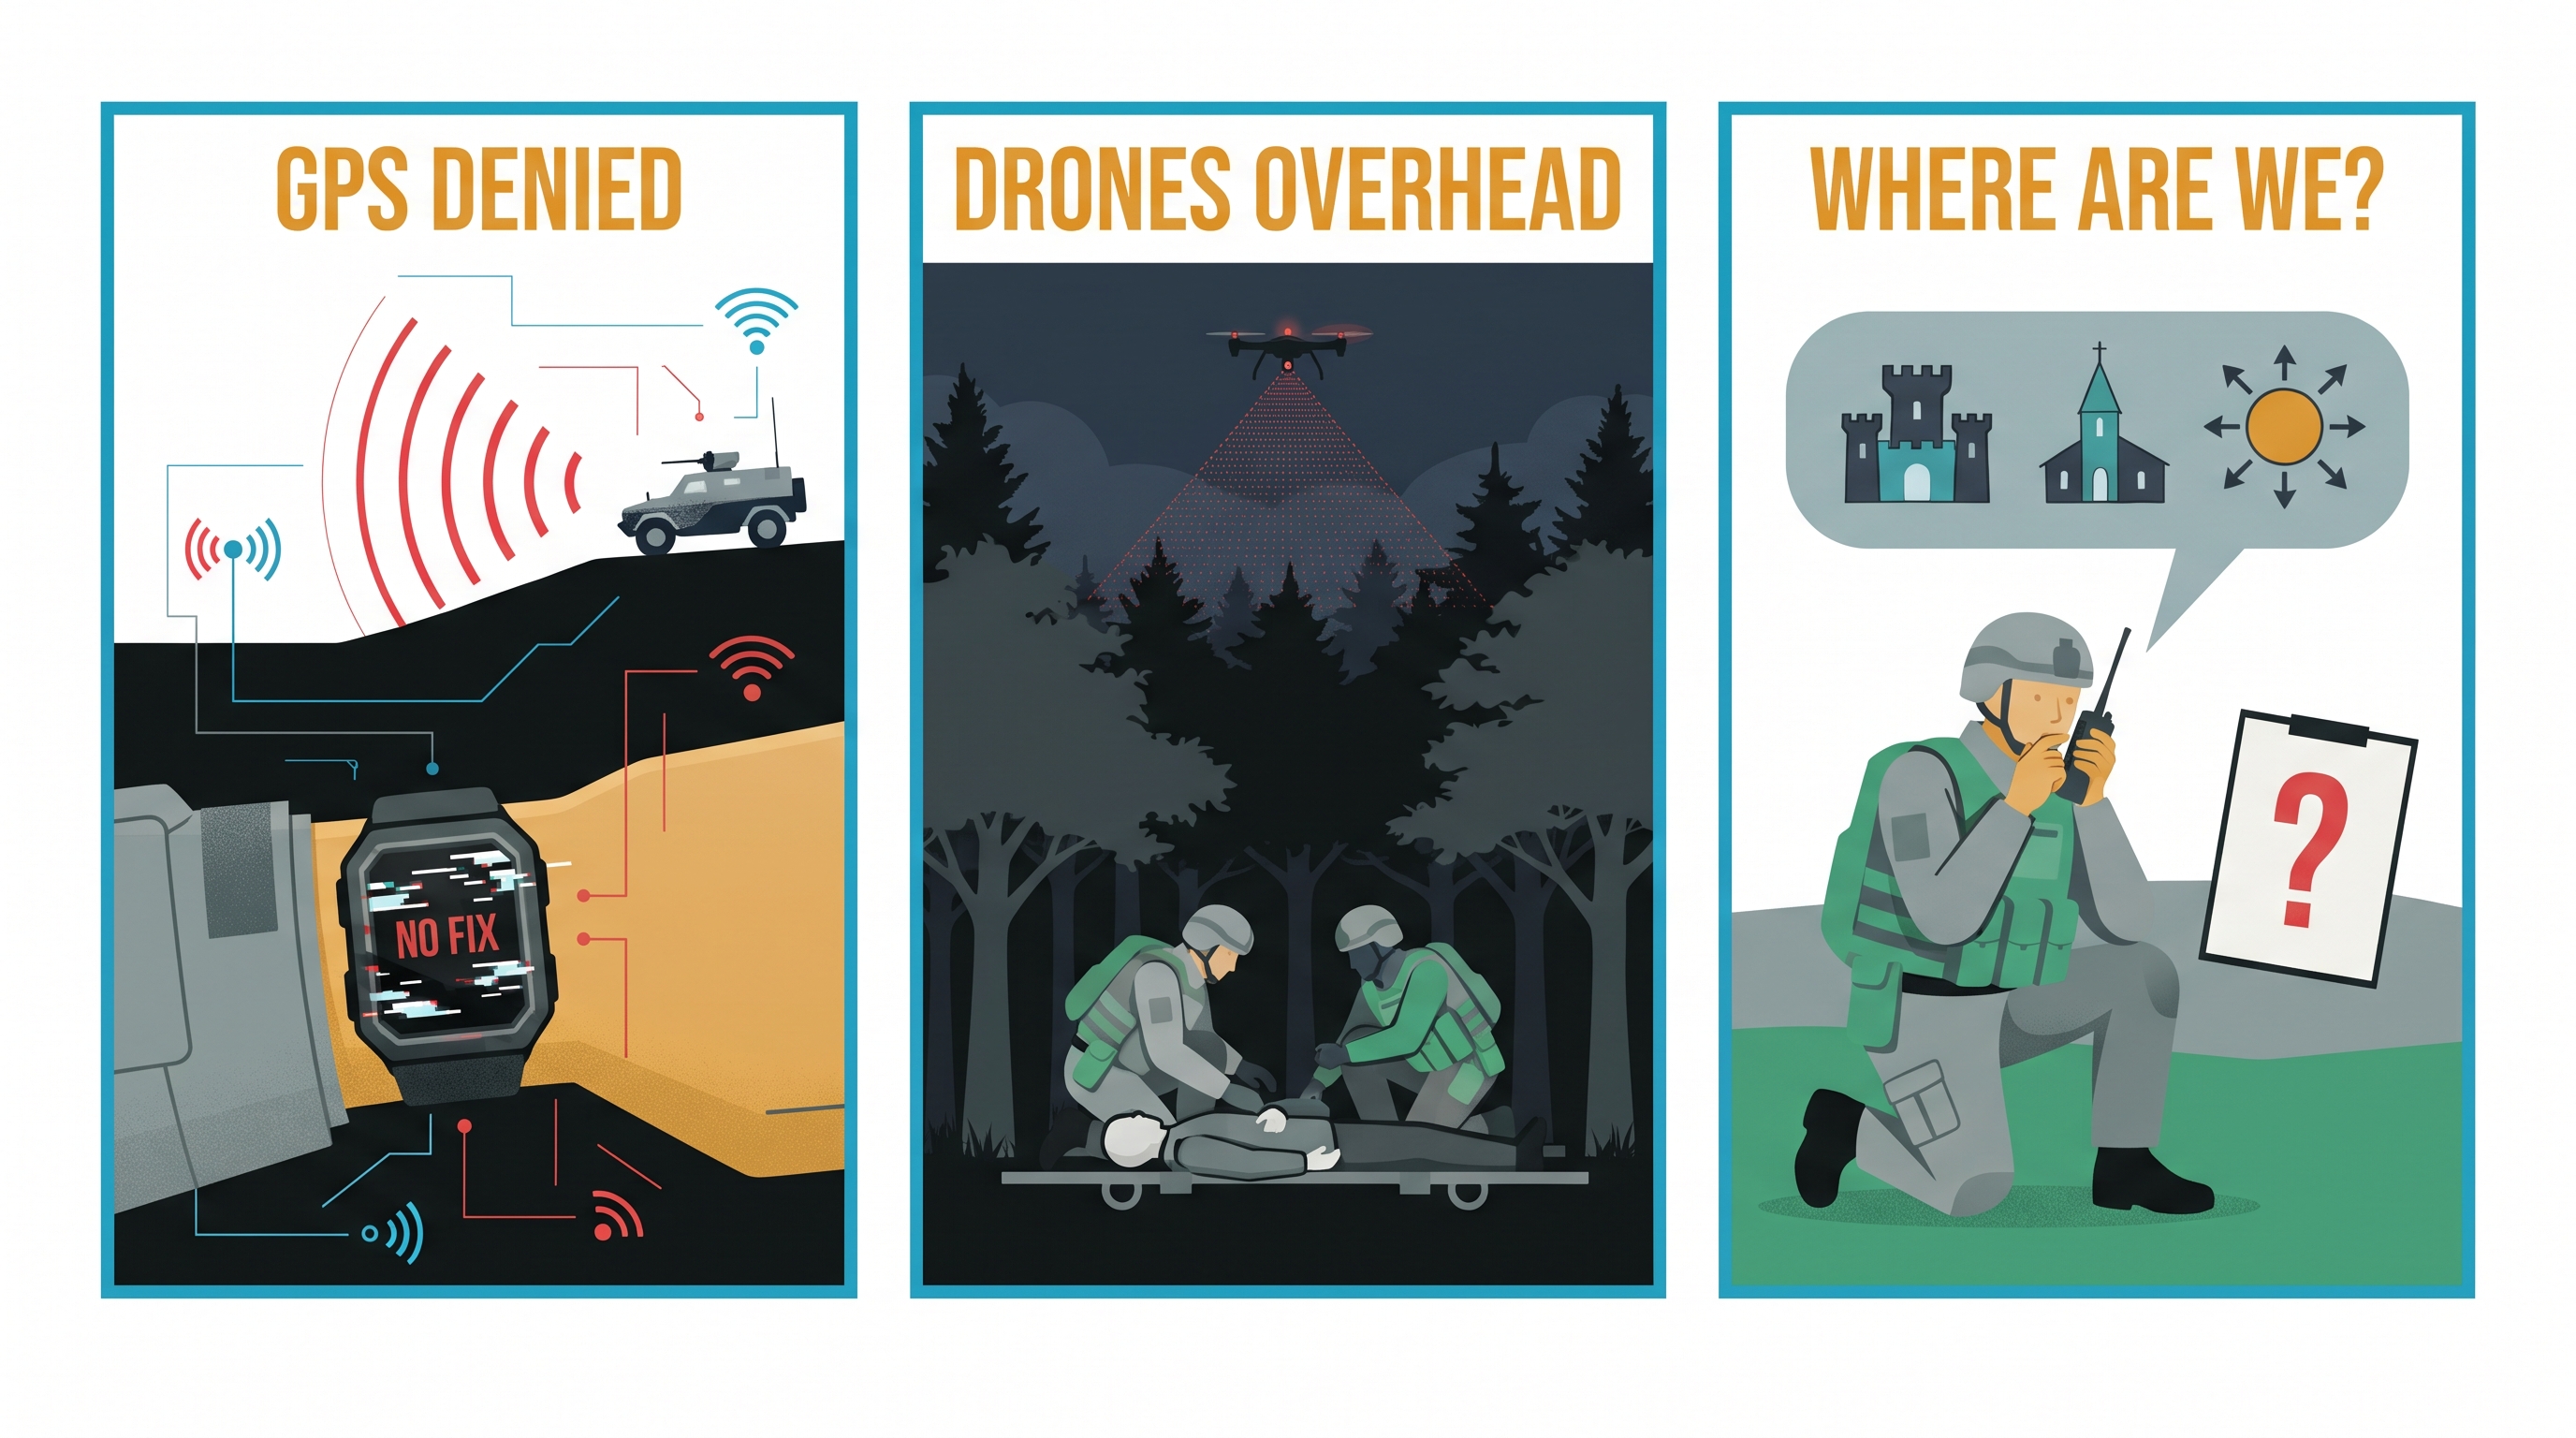 GPS DENIED
DRONES OVERHEAD
WHERE ARE WE?
NO FIX
?